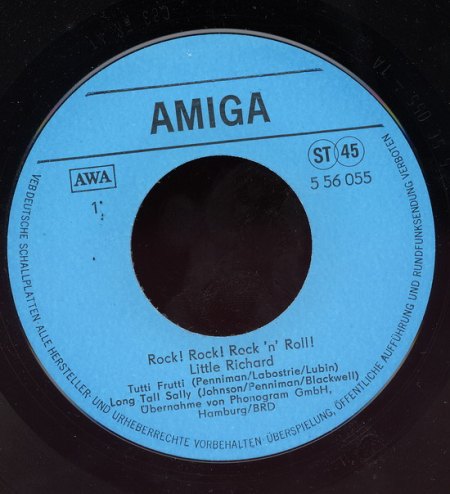 AMIGA
AWA
ST 45
1
5 56 055
Rock! Rock! Rock 'n' Roll!
Little Richard
Tutti Frutti (Penniman/Labostrie/Lubin)
Long Tall Sally (Johnson/Penniman/Blackwell)
Übernahme von Phonogram GmbH,
Hamburg/BRD
VEB DEUTSCHE SCHALLPLATTEN · ALLE HERSTELLER- UND URHEBERRECHTE VORBEHALTEN · ÜBERSPIELUNG, ÖFFENTLICHE AUFFÜHRUNG UND RUNDFUNKSENDUNG VERBOTEN